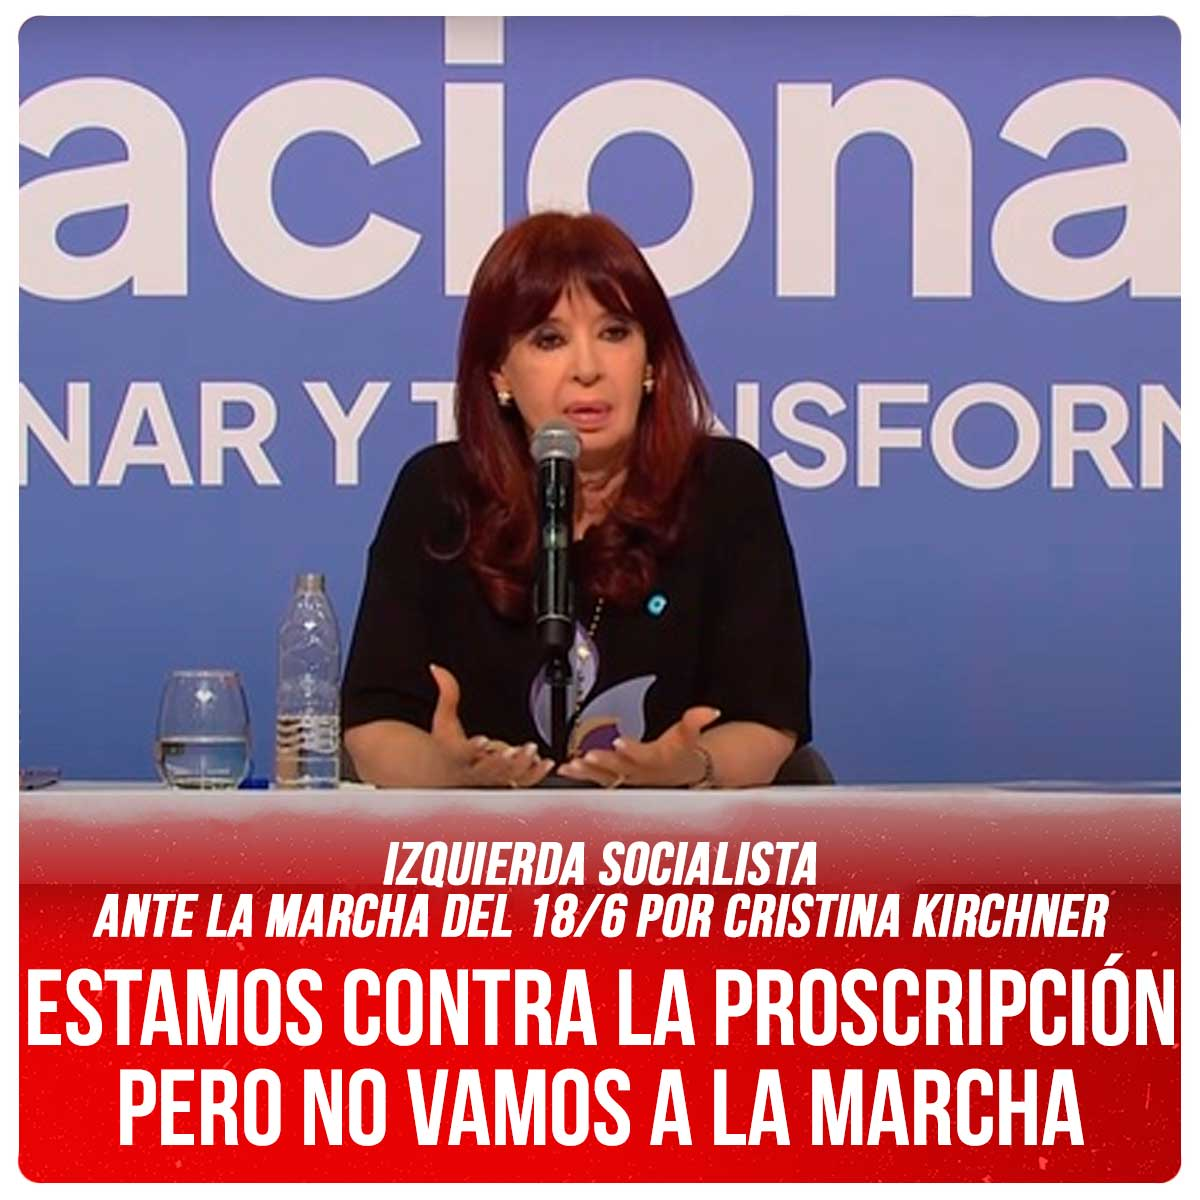 aciona
NAR Y T NSFORN
IZQUIERDA SOCIALISTA
ANTE LA MARCHA DEL 18/6 POR CRISTINA KIRCHNER
ESTAMOS CONTRA LA PROSCRIPCIÓN
PERO NO VAMOS A LA MARCHA